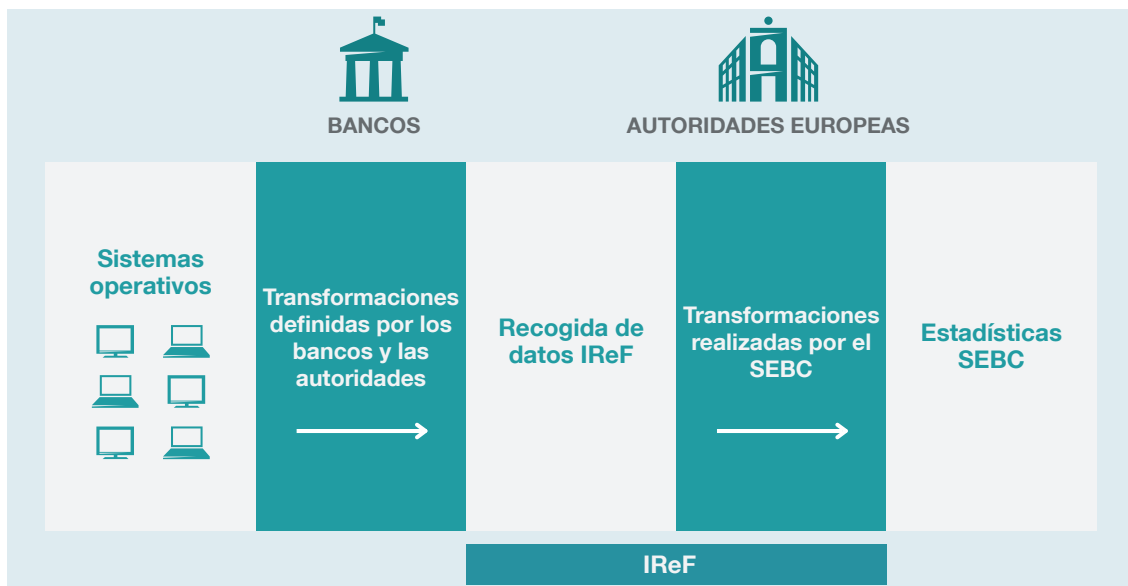 BANCOS
AUTORIDADES EUROPEAS
Sistemas
operativos
Transformaciones
definidas por los
bancos y las
autoridades
Recogida de
datos IReF
Transformaciones
realizadas por el
SEBC
Estadísticas
SEBC
IReF